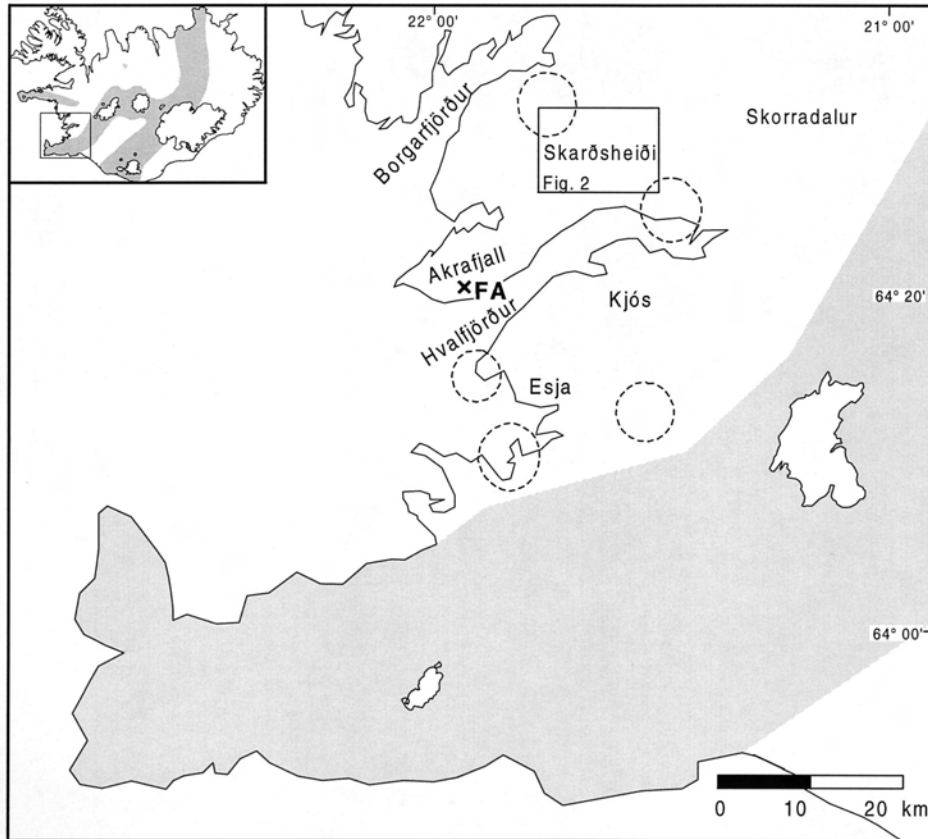 22° 00'
21° 00'
Borgarfjörður
Skorradalur
Skarðsheiði
Fig. 2
Akrafjall
×FA
Hvalfjörður
Kjós
64° 20'
Esja
64° 00'
0 10 20 km